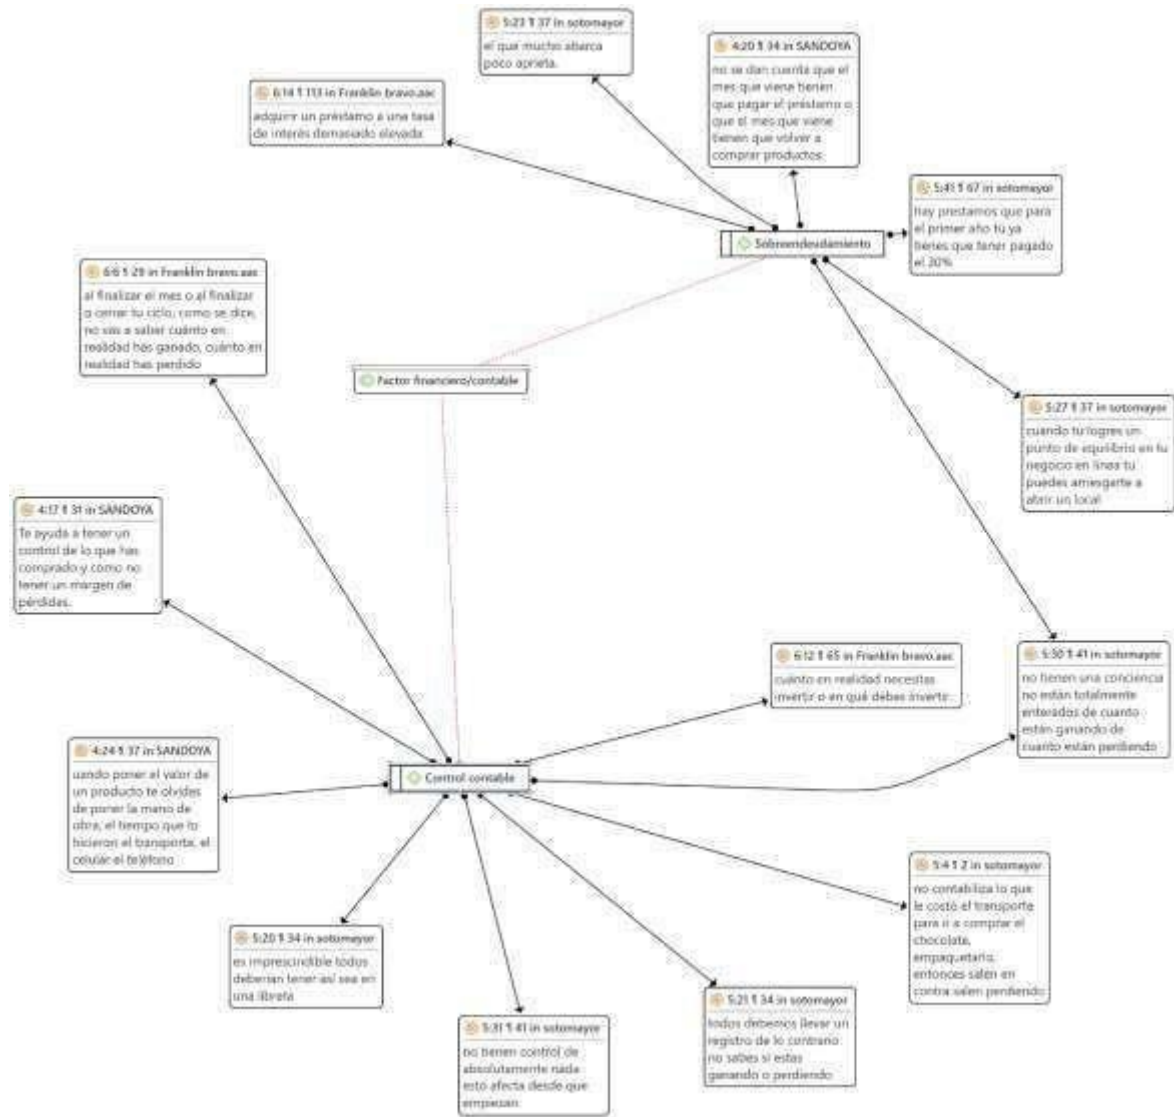 5:23 ¶ 37 in sotomayor
el que mucho abarca
poco aprieta.
4:20 ¶ 34 in SANDOYA
no se dan cuenta que el
mes que viene tienen
que pagar el préstamo o
que el mes que viene
tienen que volver a
comprar productos
6:14 ¶ 113 in Franklin bravo.aac
adquirir un préstamo a una tasa
de interés demasiado elevada
5:41 ¶ 67 in sotomayor
hay prestamos que para
el primer año tú ya
tienes que tener pagado
el 30%
Sobreendeudamiento
6:6 ¶ 29 in Franklin bravo.aac
al finalizar el mes o al finalizar
o cerrar tu ciclo, como se dice,
no vas a saber cuánto en
realidad has ganado, cuánto en
realidad has perdido
Factor financiero/contable
5:27 ¶ 37 in sotomayor
cuando tú logres un
punto de equilibrio en tu
negocio en línea tu
puedes arriesgarte a
abrir un local
4:17 ¶ 31 in SANDOYA
Te ayuda a tener un
control de lo que has
comprado y como no
tener un margen de
pérdidas.
6:12 ¶ 65 in Franklin bravo.aac
cuánto en realidad necesitas
invertir o en qué debes invertir
5:30 ¶ 41 in sotomayor
no tienen una conciencia
no están totalmente
enterados de cuanto
están ganando de
cuanto están perdiendo
4:24 ¶ 37 in SANDOYA
uando poner el valor de
un producto te olvidas
de poner la mano de
obra, el tiempo que lo
hicieron el transporte, el
celular el teléfono
Control contable
5:4 ¶ 2 in sotomayor
no contabiliza lo que
le costó el transporte
para ir a comprar el
chocolate,
empaquetarlo,
entonces salen en
contra salen perdiendo
5:20 ¶ 34 in sotomayor
es imprescindible todos
deberían tener así sea en
una libreta
5:21 ¶ 34 in sotomayor
todos debemos llevar un
registro de lo contrario
no sabes si estas
ganando o perdiendo
5:31 ¶ 41 in sotomayor
no tienen control de
absolutamente nada
esto afecta desde que
empiezan